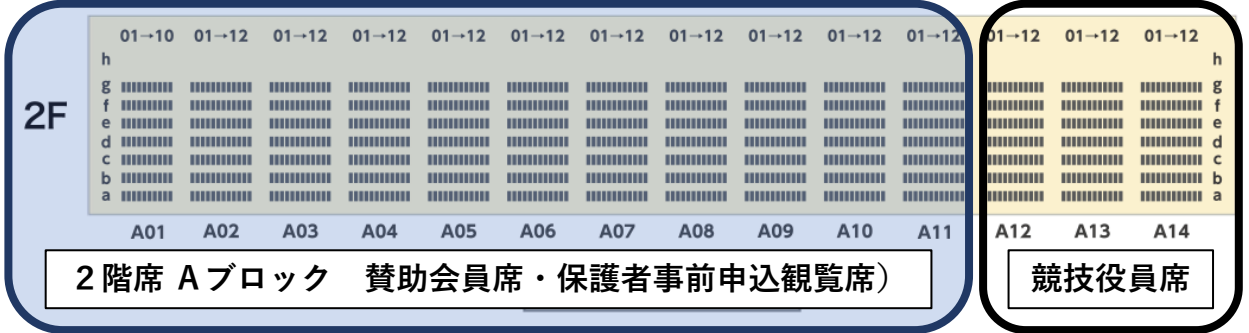 01→10 01→12 01→12 01→12 01→12 01→12 01→12 01→12 01→12 01→12 01→12 01→12 01→12 01→12
h h
g g
2F
f f
e e
d d
c c
b b
a a
A01 A02 A03 A04 A05 A06 A07 A08 A09 A10 A11 A12 A13 A14
2階席 Aブロック 賛助会員席・保護者事前申込観覧席）
競技役員席